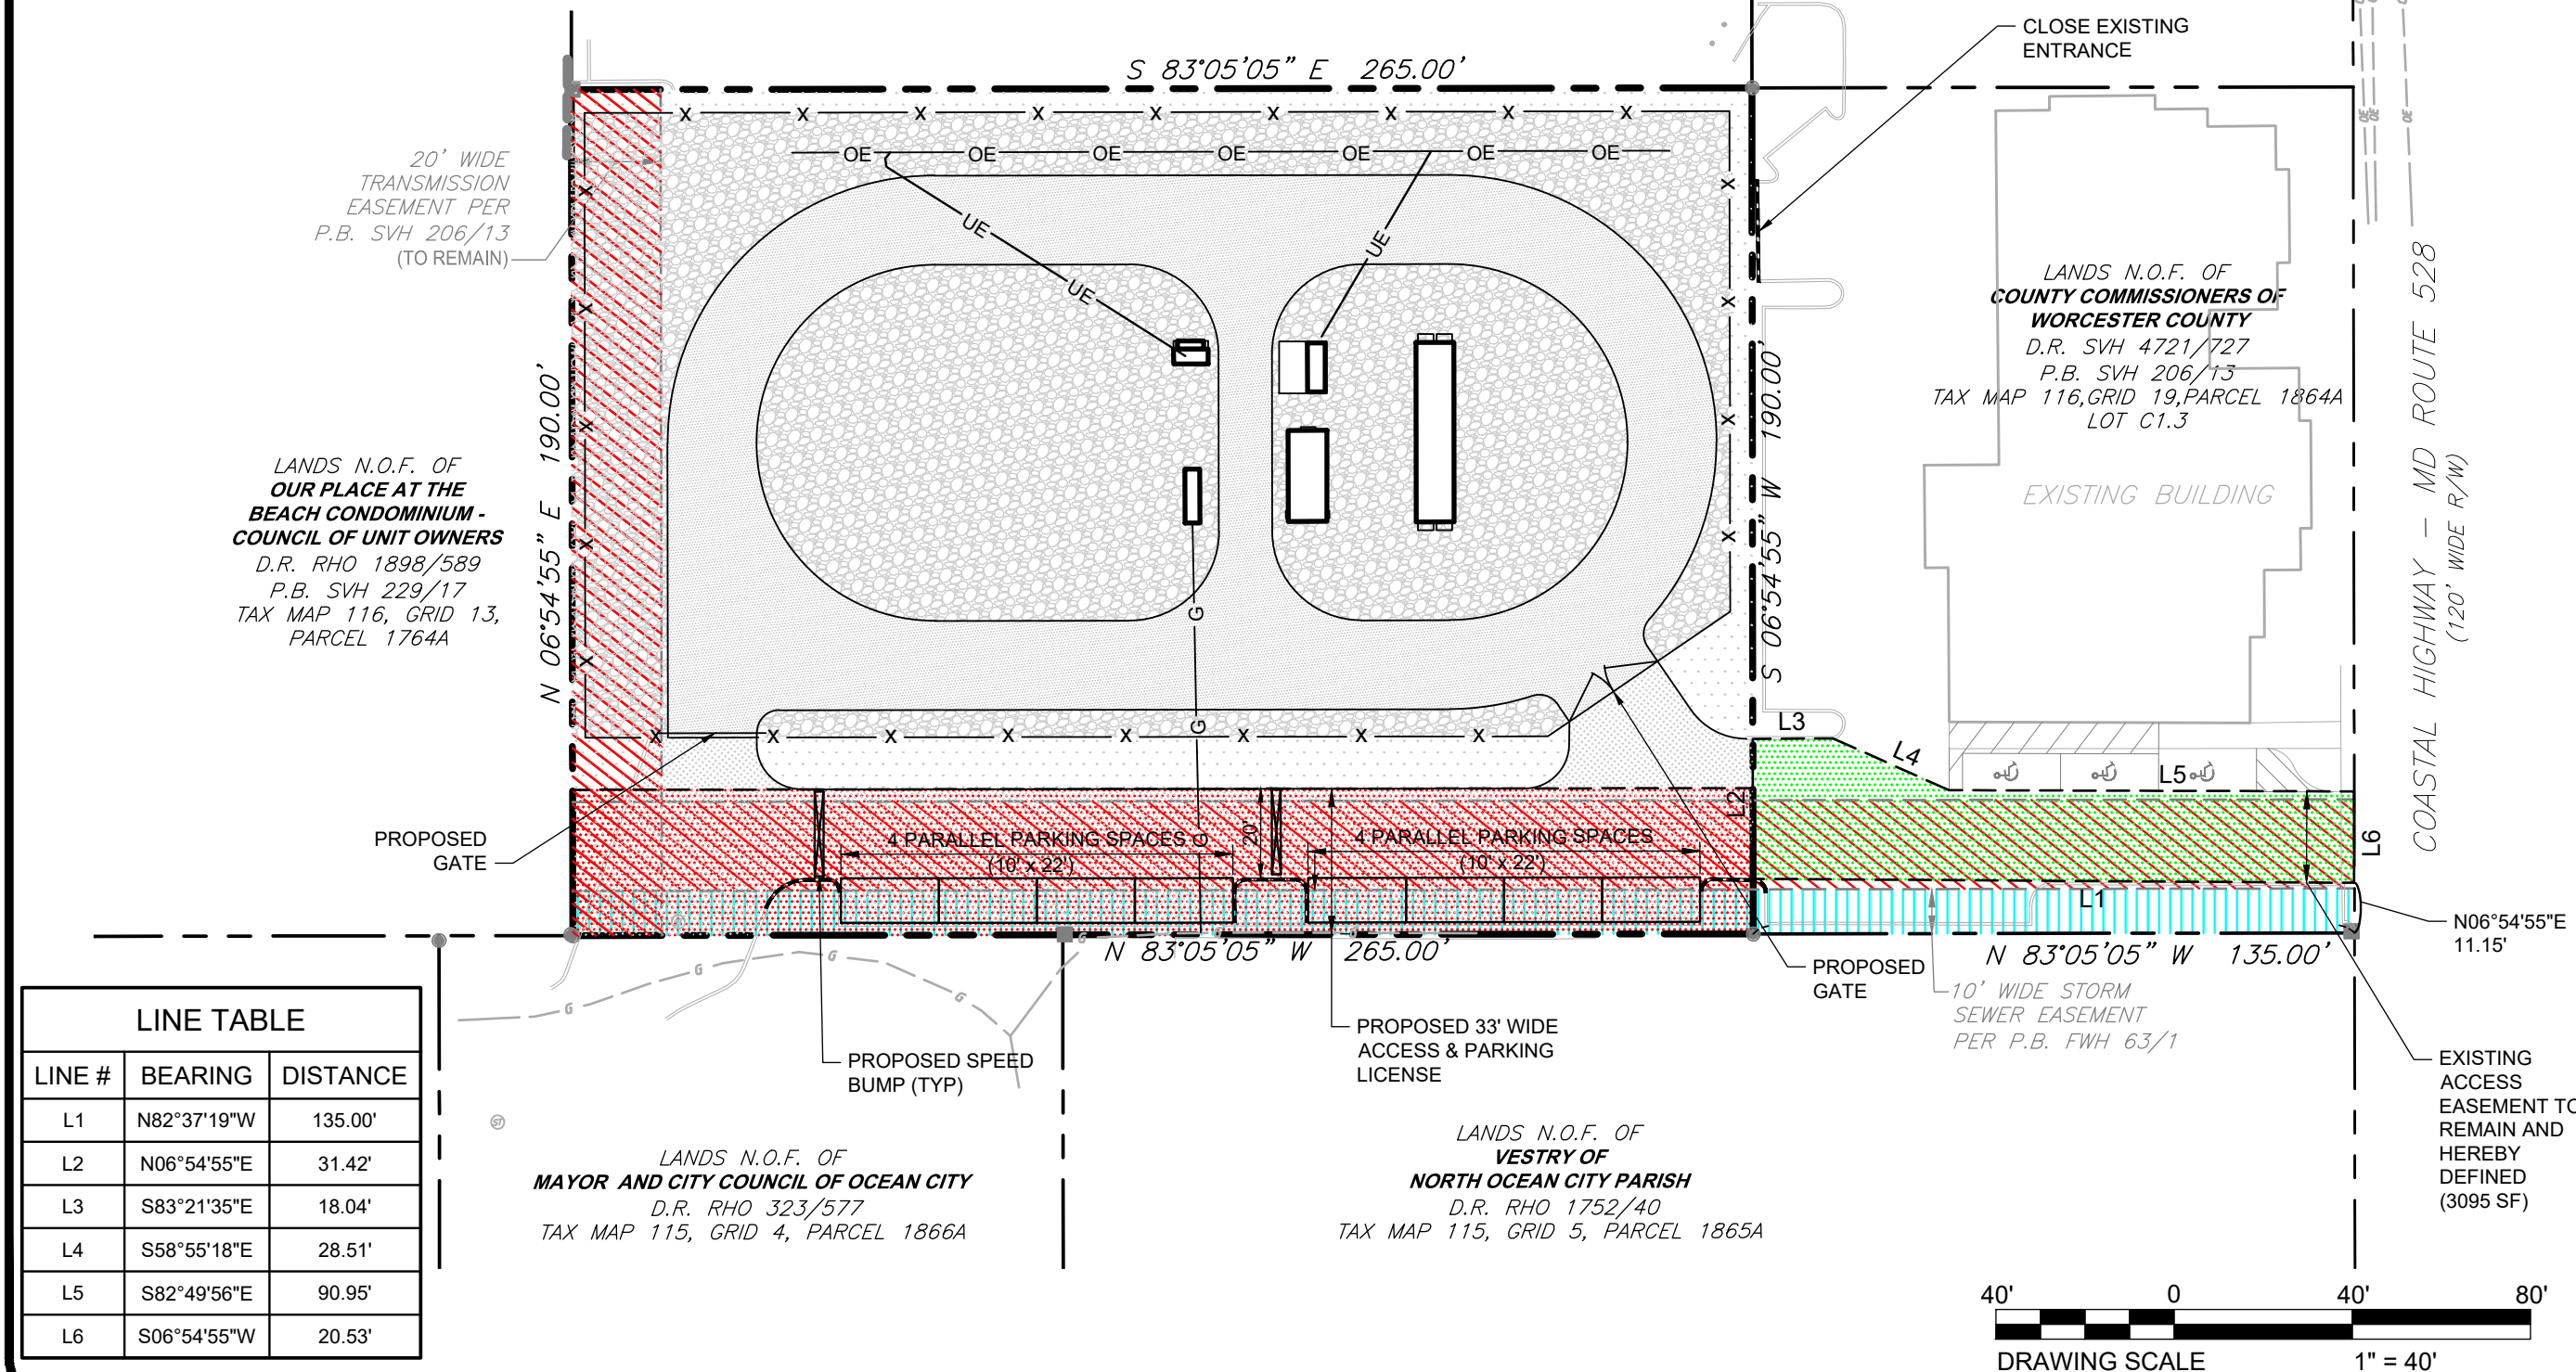 CLOSE EXISTING
ENTRANCE
S 83°05'05" E 265.00'
20' WIDE
TRANSMISSION
EASEMENT PER
P.B. SVH 206/13
(TO REMAIN)
X X X X X X X X X
OE OE OE OE OE OE OE
UE
UE
UE
X
X
X
X
X
X
X
X
X
OE
OE
OE
LANDS N.O.F. OF
COUNTY COMMISSIONERS OF
WORCESTER COUNTY
D.R. SVH 4721/727
P.B. SVH 206/13
TAX MAP 116,GRID 19,PARCEL 1864A
LOT C1.3
EXISTING BUILDING
COASTAL HIGHWAY - MD ROUTE 528
(120' WIDE R/W)
N 06°54'55" E 190.00'
S 06°54'55" W 190.00'
LANDS N.O.F. OF
OUR PLACE AT THE
BEACH CONDOMINIUM -
COUNCIL OF UNIT OWNERS
D.R. RHO 1898/589
P.B. SVH 229/17
TAX MAP 116, GRID 13,
PARCEL 1764A
G
G
G
X X X X X X X X
L3
L4
L5
L2
L6
L1
PROPOSED
GATE
4 PARALLEL PARKING SPACES
(10' x 22')
20'
4 PARALLEL PARKING SPACES
(10' x 22')
N 83°05'05" W 265.00'
N 83°05'05" W 135.00'
N06°54'55"E
11.15'
PROPOSED
GATE
10' WIDE STORM
SEWER EASEMENT
PER P.B. FWH 63/1
G G G G G G G
ST
PROPOSED SPEED
BUMP (TYP)
PROPOSED 33' WIDE
ACCESS & PARKING
LICENSE
EXISTING
ACCESS
EASEMENT TO
REMAIN AND
HEREBY
DEFINED
(3095 SF)
LANDS N.O.F. OF
MAYOR AND CITY COUNCIL OF OCEAN CITY
D.R. RHO 323/577
TAX MAP 115, GRID 4, PARCEL 1866A
LANDS N.O.F. OF
VESTRY OF
NORTH OCEAN CITY PARISH
D.R. RHO 1752/40
TAX MAP 115, GRID 5, PARCEL 1865A
LINE TABLE
LINE # BEARING DISTANCE
L1 N82°37'19"W 135.00'
L2 N06°54'55"E 31.42'
L3 S83°21'35"E 18.04'
L4 S58°55'18"E 28.51'
L5 S82°49'56"E 90.95'
L6 S06°54'55"W 20.53'
40' 0 40' 80'
DRAWING SCALE 1" = 40'